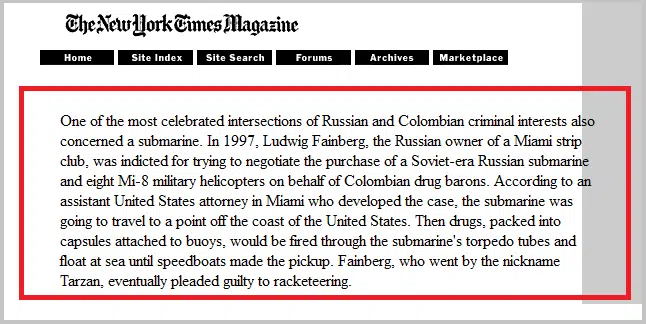 The New York Times Magazine
Home Site Index Site Search Forums Archives Marketplace
One of the most celebrated intersections of Russian and Colombian criminal interests also
concerned a submarine. In 1997, Ludwig Fainberg, the Russian owner of a Miami strip
club, was indicted for trying to negotiate the purchase of a Soviet-era Russian submarine
and eight Mi-8 military helicopters on behalf of Colombian drug barons. According to an
assistant United States attorney in Miami who developed the case, the submarine was
going to travel to a point off the coast of the United States. Then drugs, packed into
capsules attached to buoys, would be fired through the submarine's torpedo tubes and
float at sea until speedboats made the pickup. Fainberg, who went by the nickname
Tarzan, eventually pleaded guilty to racketeering.